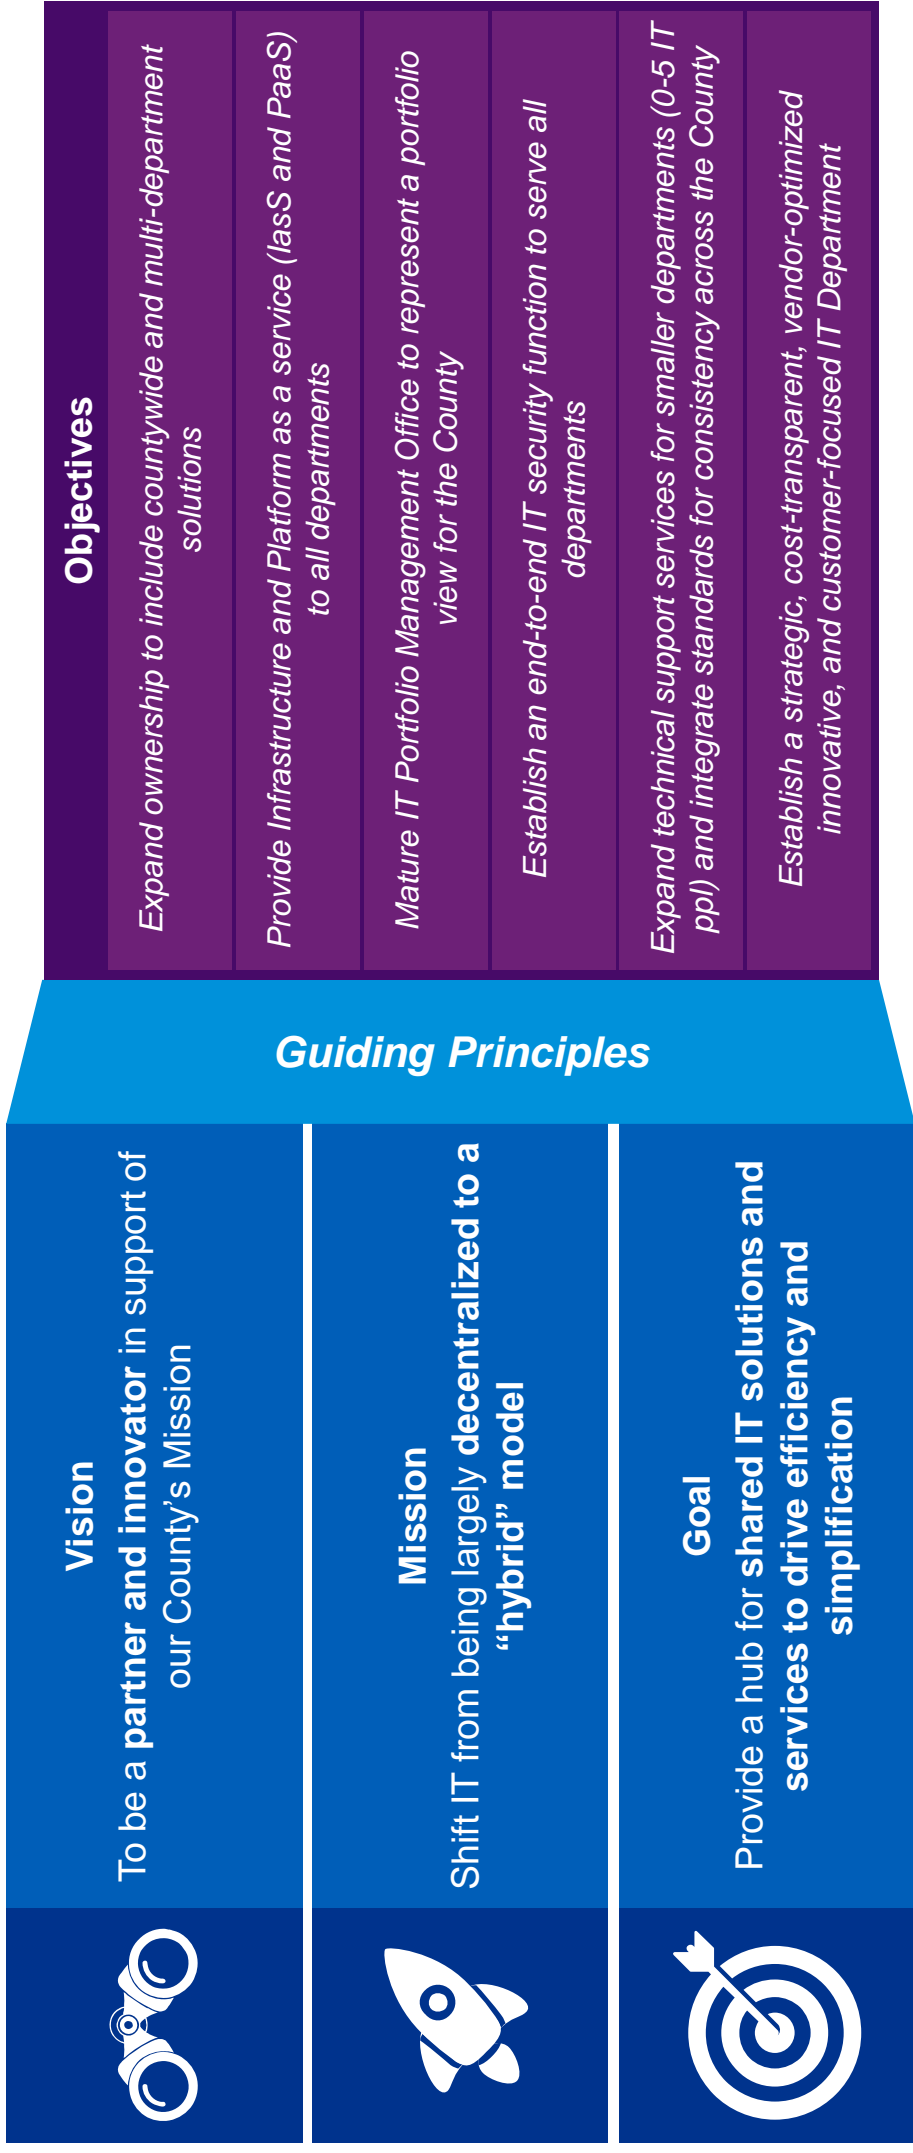 Vision
To be a partner and innovator in support of
our County’s Mission
Mission
Shift IT from being largely decentralized to a
“hybrid” model
Goal
Provide a hub for shared IT solutions and
services to drive efficiency and
simplification
Guiding Principles
Objectives
Expand ownership to include countywide and multi-department
solutions
Provide Infrastructure and Platform as a service (IasS and PaaS)
to all departments
Mature IT Portfolio Management Office to represent a portfolio
view for the County
Establish an end-to-end IT security function to serve all
departments
Expand technical support services for smaller departments (0-5 IT
ppl) and integrate standards for consistency across the County
Establish a strategic, cost-transparent, vendor-optimized
innovative, and customer-focused IT Department